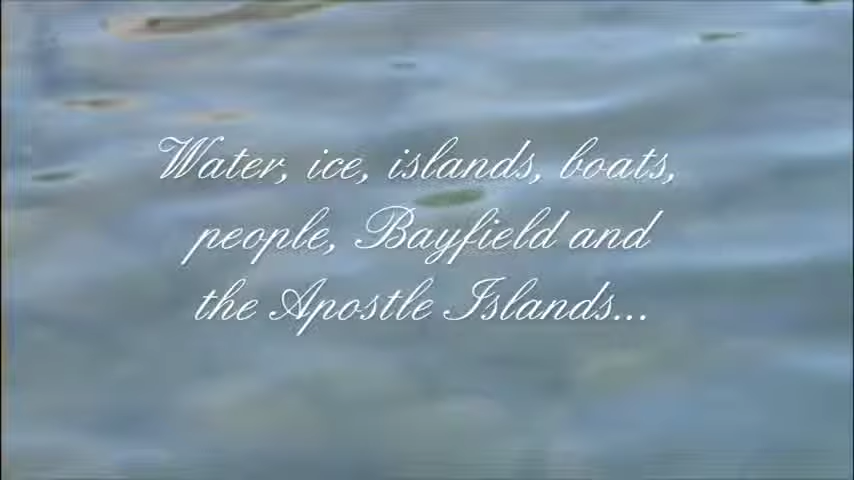 Water, ice, islands, boats,
people, Bayfield and
the Apostle Islands...